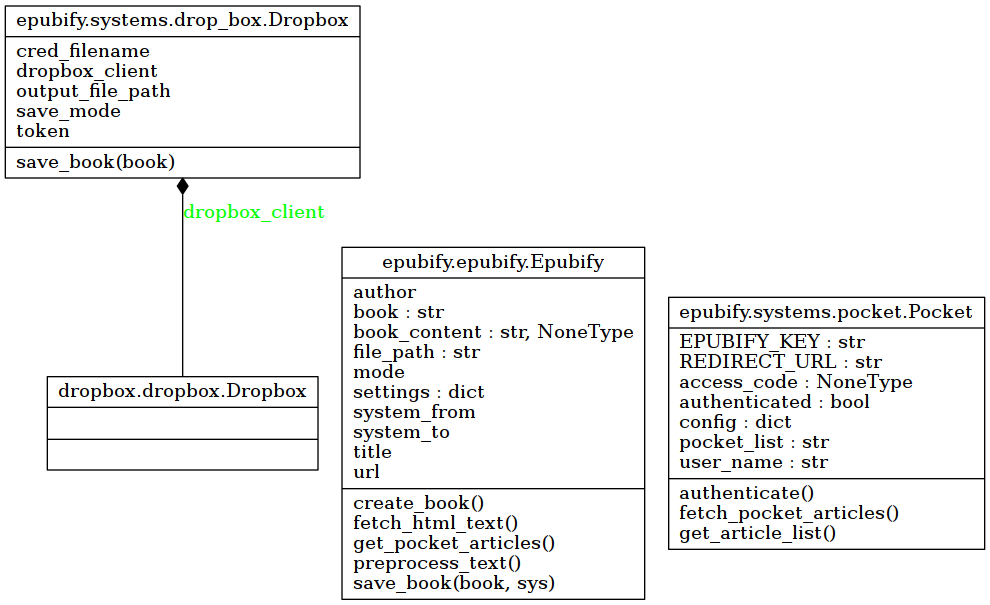 epubify.systems.drop_box.Dropbox
cred_filename
dropbox_client
output_file_path
save_mode
token
save_book(book)
dropbox_client
dropbox.dropbox.Dropbox
epubify.epubify.Epubify
author
book : str
book_content : str, NoneType
file_path : str
mode
settings : dict
system_from
system_to
title
url
create_book()
fetch_html_text()
get_pocket_articles()
preprocess_text()
save_book(book, sys)
epubify.systems.pocket.Pocket
EPUBIFY_KEY : str
REDIRECT_URL : str
access_code : NoneType
authenticated : bool
config : dict
pocket_list : str
user_name : str
authenticate()
fetch_pocket_articles()
get_article_list()